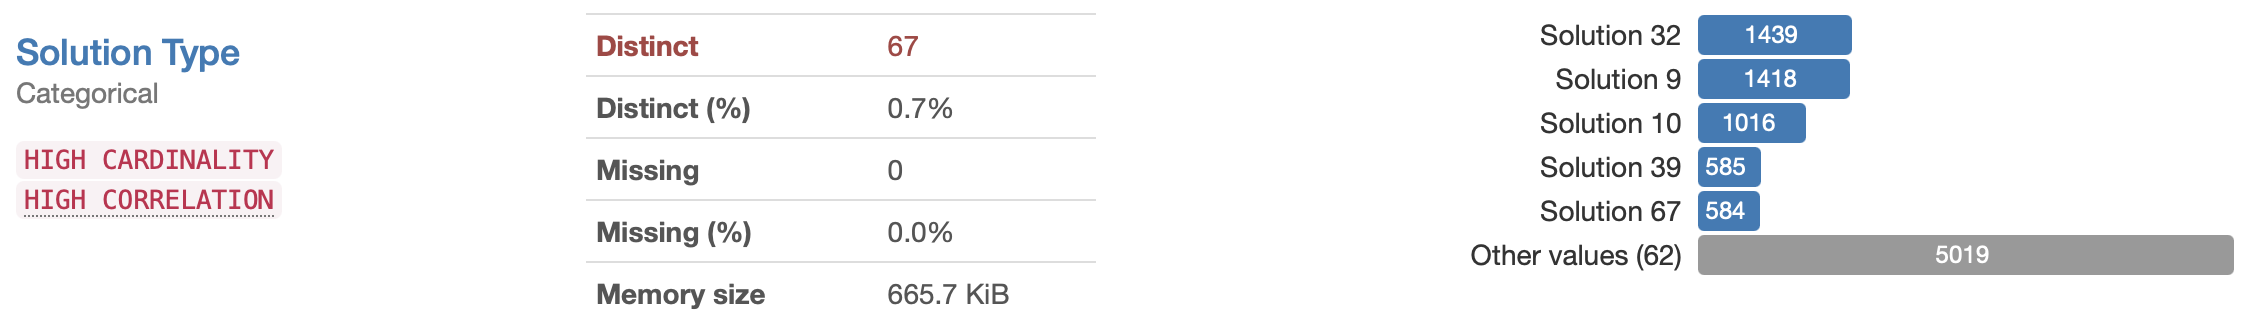 Solution Type
Categorical
HIGH CARDINALITY
HIGH CORRELATION
Distinct 67
Distinct (%) 0.7%
Missing 0
Missing (%) 0.0%
Memory size 665.7 KiB
Solution 32 1439
Solution 9 1418
Solution 10 1016
Solution 39 585
Solution 67 584
Other values (62) 5019